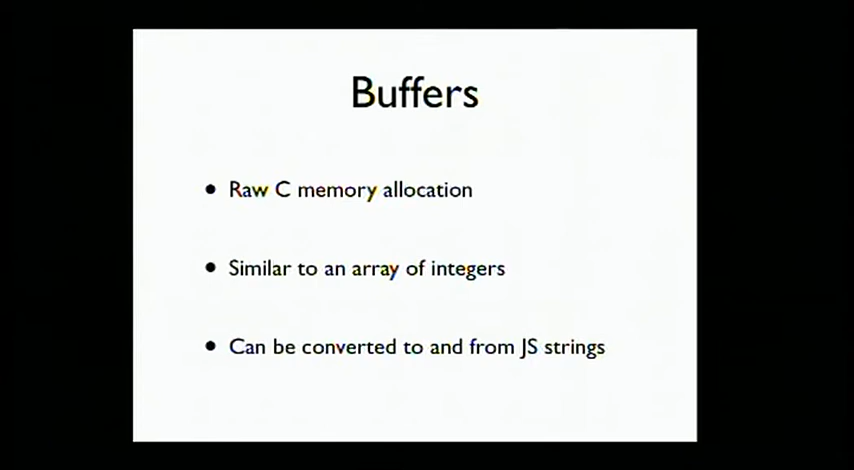 Buffers
• Raw C memory allocation
• Similar to an array of integers
• Can be converted to and from JS strings